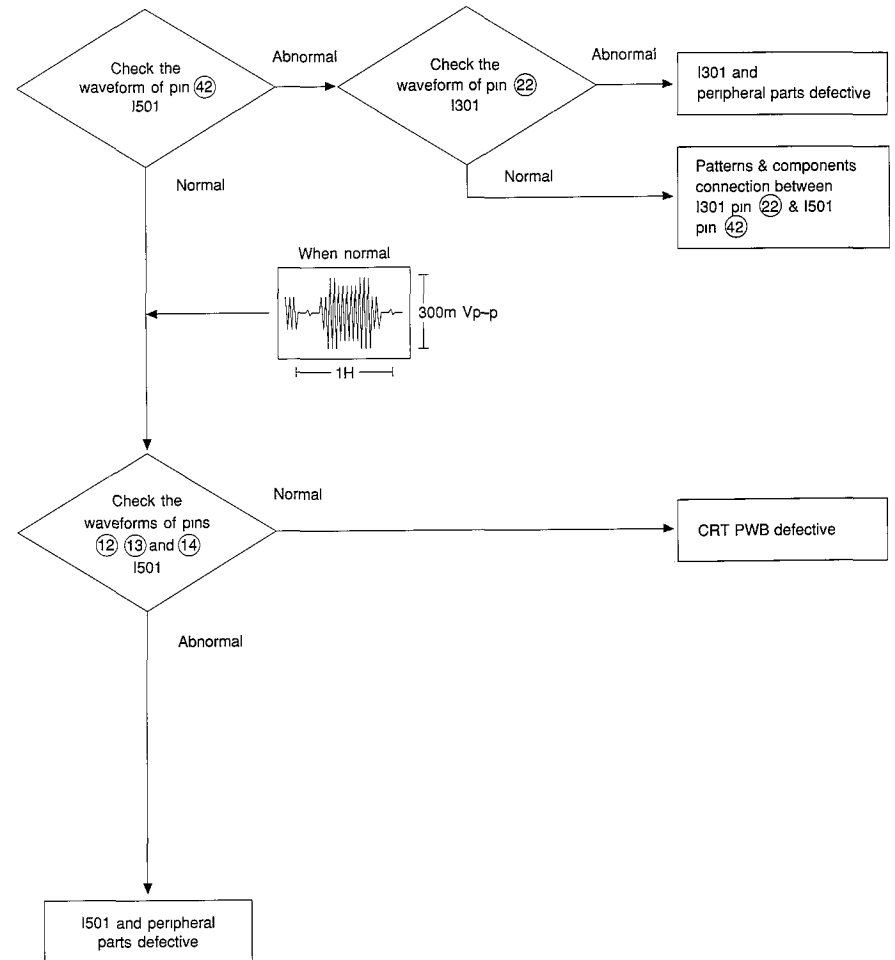 Check the
waveform of pin 42
I501
Abnormal
Check the
waveform of pin 22
I301
Abnormal
I301 and
peripheral parts defective
Normal
Patterns & components
connection between
I301 pin 22 & I501
pin 42
Normal
When normal
300m Vp-p
1H
Check the
waveforms of pins
12 13 and 14
I501
Normal
CRT PWB defective
Abnormal
I501 and peripheral
parts defective